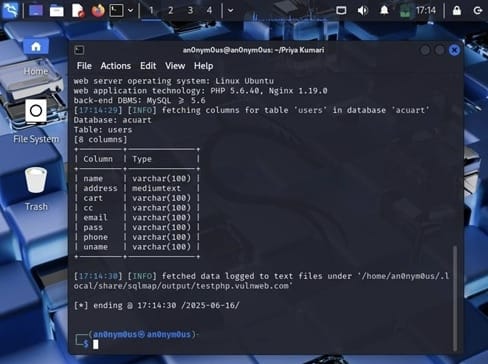 1 2 3 4
17:14
Home
File System
Trash
an0nym0us@an0nym0us: ~/Priya Kumari
File Actions Edit View Help
web server operating system: Linux Ubuntu
web application technology: PHP 5.6.40, Nginx 1.19.0
back-end DBMS: MySQL ≥ 5.6
[17:14:29] [INFO] fetching columns for table 'users' in database 'acuart'
Database: acuart
Table: users
[8 columns]
+---------+--------------+
| Column | Type |
+---------+--------------+
| name | varchar(100) |
| address | mediumtext |
| cart | varchar(100) |
| cc | varchar(100) |
| email | varchar(100) |
| pass | varchar(100) |
| phone | varchar(100) |
| uname | varchar(100) |
+---------+--------------+
[17:14:30] [INFO] fetched data logged to text files under '/home/an0nym0us/.l
ocal/share/sqlmap/output/testphp.vulnweb.com'
[*] ending @ 17:14:30 /2025-06-16/
┌──(an0nym0us㉿an0nym0us)-
└─$